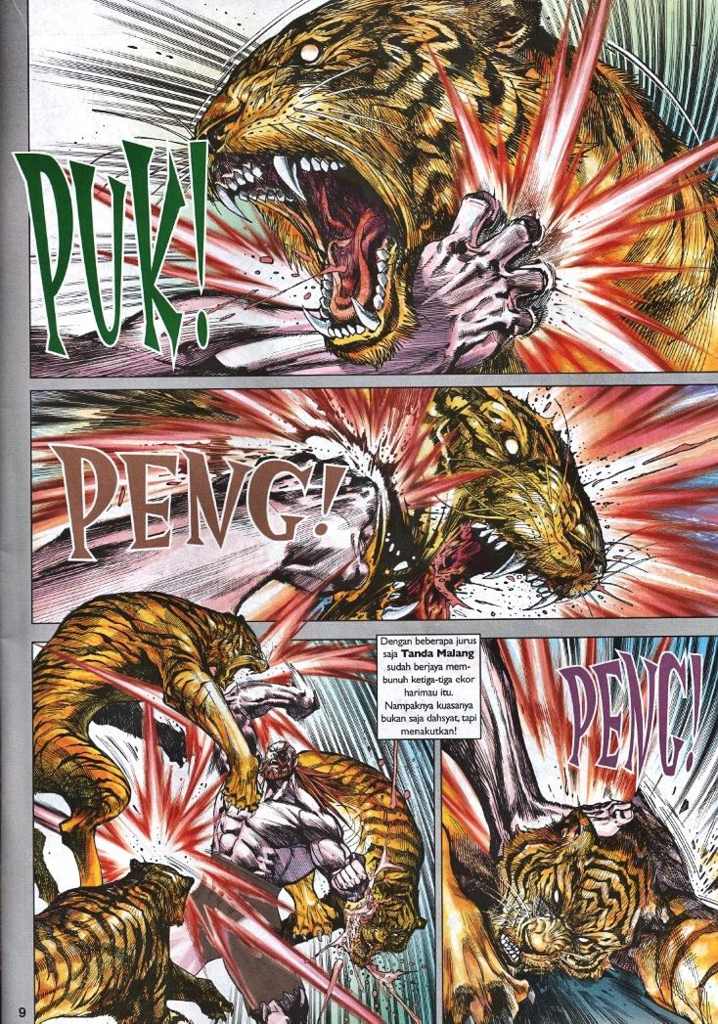 PUK!
PENG!
Dengan beberapa jurus
saja Tanda Malang
sudah berjaya mem-
bunuh ketiga-tiga ekor
harimau itu.
Nampaknya kuasanya
bukan saja dahsyat, tapi
menakutkan!
PENG!
9